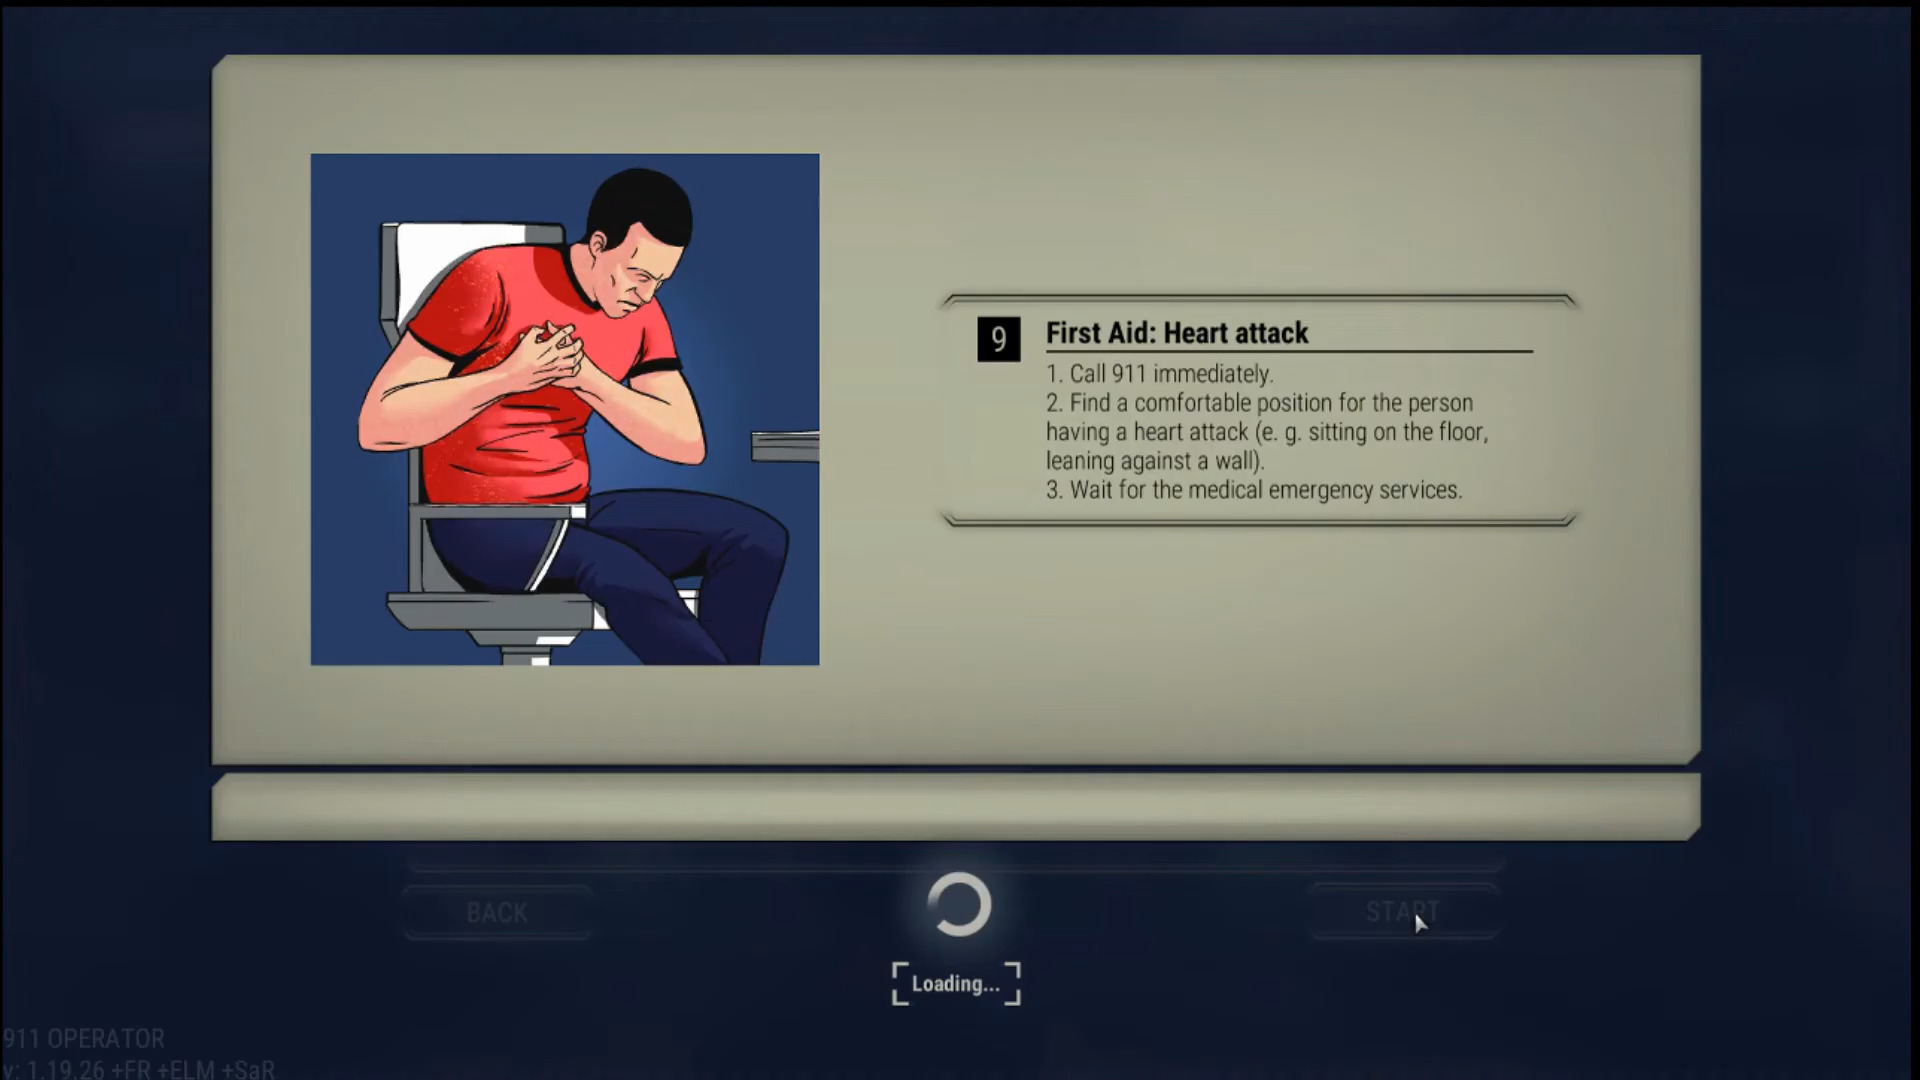 9
First Aid: Heart attack
1. Call 911 immediately.
2. Find a comfortable position for the person
having a heart attack (e. g. sitting on the floor,
leaning against a wall).
3. Wait for the medical emergency services.
BACK
START
Loading...
911 OPERATOR
v: 1.19.26 +FR +ELM +SaR